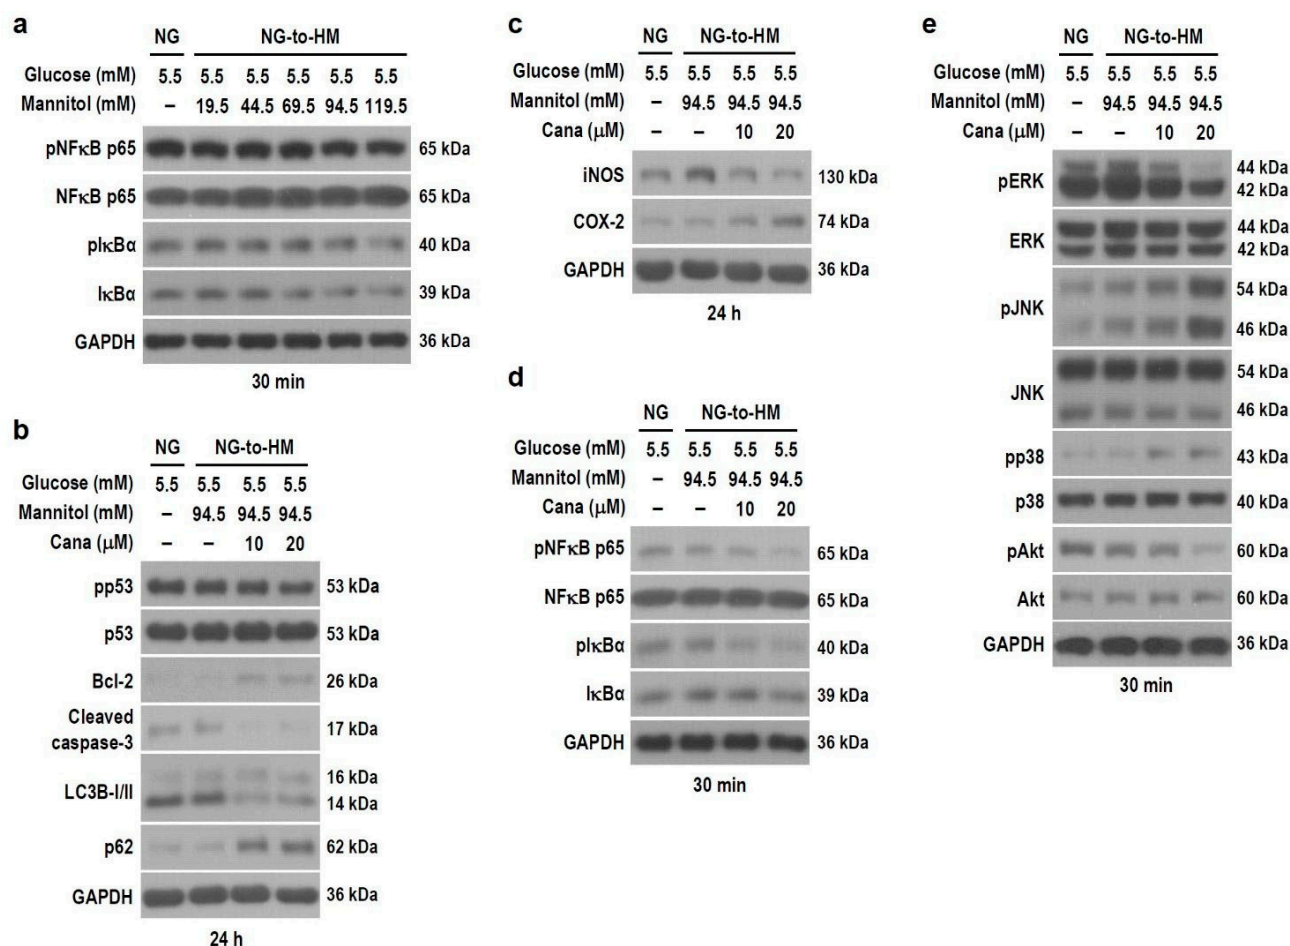 a
NG NG-to-HM
Glucose (mM) 5.5 5.5 5.5 5.5 5.5 5.5
Mannitol (mM) – 19.5 44.5 69.5 94.5 119.5
pNFκB p65 65 kDa
NFκB p65 65 kDa
pIκBα 40 kDa
IκBα 39 kDa
GAPDH 36 kDa
30 min
b
NG NG-to-HM
Glucose (mM) 5.5 5.5 5.5 5.5
Mannitol (mM) – 94.5 94.5 94.5
Cana (μM) – – 10 20
pp53 53 kDa
p53 53 kDa
Bcl-2 26 kDa
Cleaved
caspase-3 17 kDa
LC3B-I/II 16 kDa
14 kDa
p62 62 kDa
GAPDH 36 kDa
24 h
c
NG NG-to-HM
Glucose (mM) 5.5 5.5 5.5 5.5
Mannitol (mM) – 94.5 94.5 94.5
Cana (μM) – – 10 20
iNOS 130 kDa
COX-2 74 kDa
GAPDH 36 kDa
24 h
d
NG NG-to-HM
Glucose (mM) 5.5 5.5 5.5 5.5
Mannitol (mM) – 94.5 94.5 94.5
Cana (μM) – – 10 20
pNFκB p65 65 kDa
NFκB p65 65 kDa
pIκBα 40 kDa
IκBα 39 kDa
GAPDH 36 kDa
30 min
e
NG NG-to-HM
Glucose (mM) 5.5 5.5 5.5 5.5
Mannitol (mM) – 94.5 94.5 94.5
Cana (μM) – – 10 20
pERK 44 kDa
42 kDa
ERK 44 kDa
42 kDa
pJNK 54 kDa
46 kDa
JNK 54 kDa
46 kDa
pp38 43 kDa
p38 40 kDa
pAkt 60 kDa
Akt 60 kDa
GAPDH 36 kDa
30 min